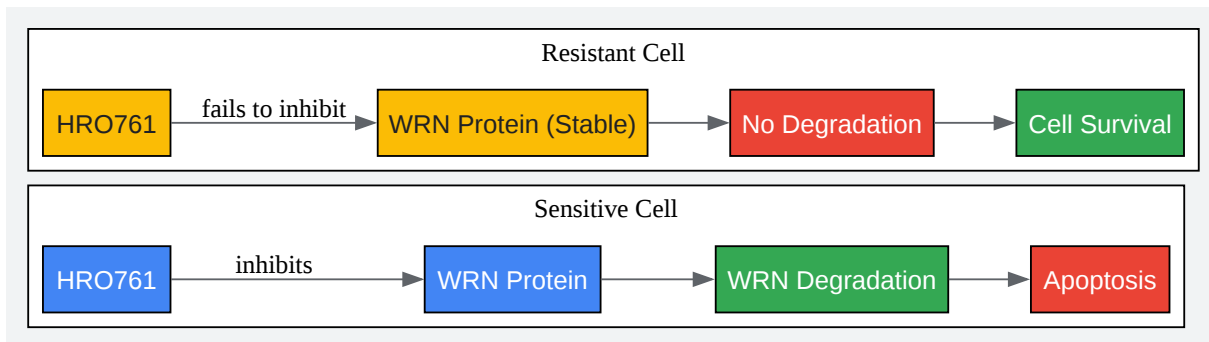 Resistant Cell
HRO761
fails to inhibit
WRN Protein (Stable)
No Degradation
Cell Survival
Sensitive Cell
HRO761
inhibits
WRN Protein
WRN Degradation
Apoptosis